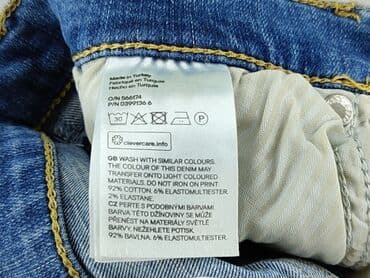 Made in Turkey
Fabriqué en Turquie
Hecho en Turquía
O/N 566174
P/N 0399136 6
30
P
clevercare.info
GB WASH WITH SIMILAR COLOURS.
THE COLOUR OF THIS DENIM MAY
TRANSFER ONTO LIGHT COLOURED
MATERIALS. DO NOT IRON ON PRINT.
92% COTTON, 6% ELASTOMULTIESTER,
2% ELASTANE.
CZ PERTE S PODOBNÝMI BARVAMI
BARVA TÉTO DŽÍNOVINY SE MŮŽE
PŘENÉST NA MATERIÁLY SVĚTLÉ
BARVY. NEŽEHLETE POTISK.
92% BAVLNA, 6% ELASTOMULTIESTER,